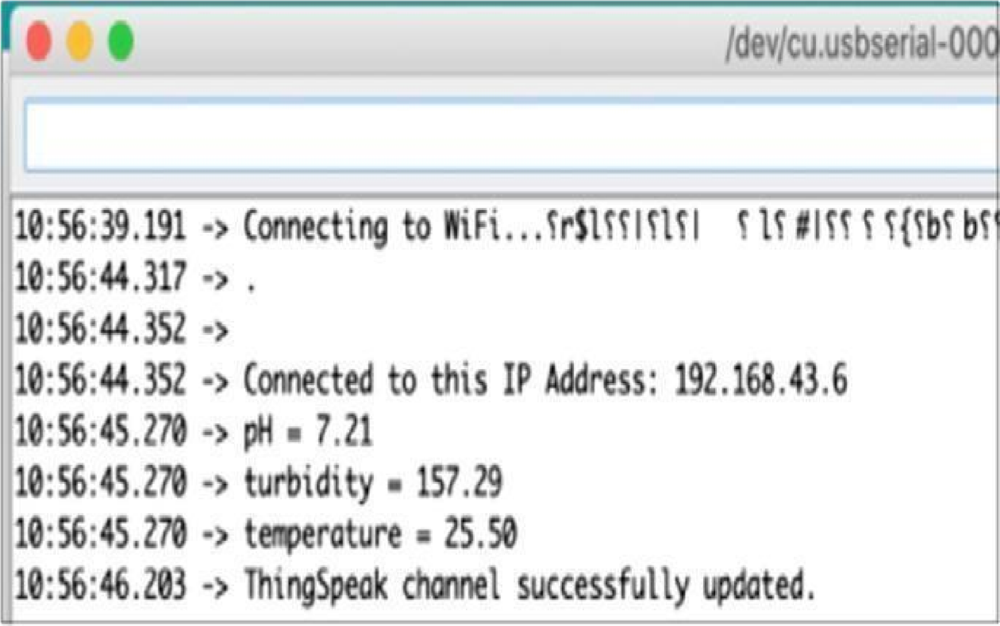 /dev/cu.usbserial-000
10:56:39.191 -> Connecting to WiFi...⸮r$l⸮⸮|⸮l⸮| ⸮ l⸮ #|⸮⸮ ⸮ ⸮{⸮b⸮ b⸮⸮
10:56:44.317 -> .
10:56:44.352 ->
10:56:44.352 -> Connected to this IP Address: 192.168.43.6
10:56:45.270 -> pH = 7.21
10:56:45.270 -> turbidity = 157.29
10:56:45.270 -> temperature = 25.50
10:56:46.203 -> ThingSpeak channel successfully updated.